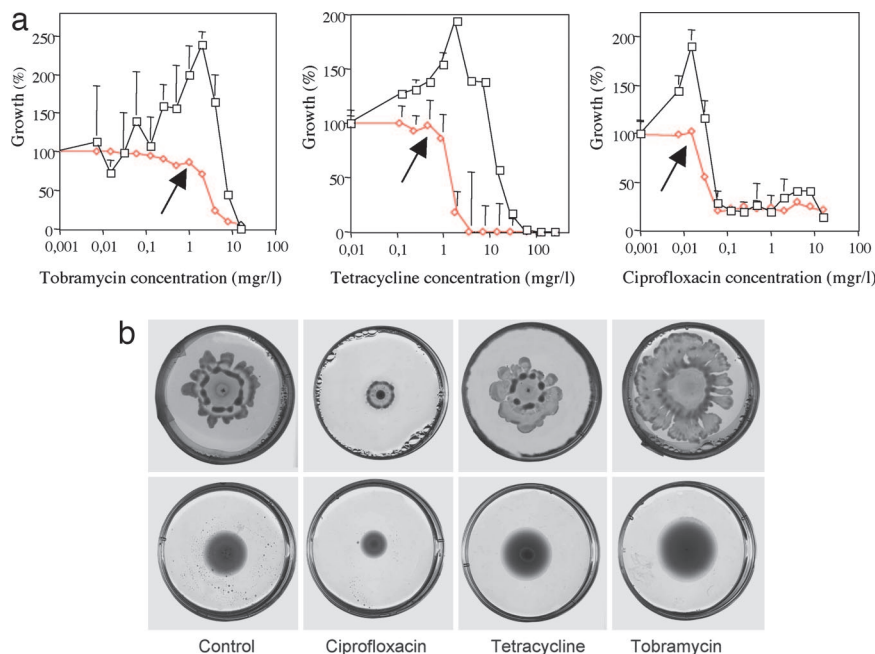 a
Growth (%)
250
200
150
100
50
0
0,001 0,01 0,1 1 10 100
Tobramycin concentration (mgr/l)
Growth (%)
200
150
100
50
0
0,01 0,1 1 10 100
Tetracycline concentration (mgr/l)
Growth (%)
200
150
100
50
0
0,001 0,01 0,1 1 10 100
Ciprofloxacin concentration (mgr/l)
b
Control Ciprofloxacin Tetracycline Tobramycin